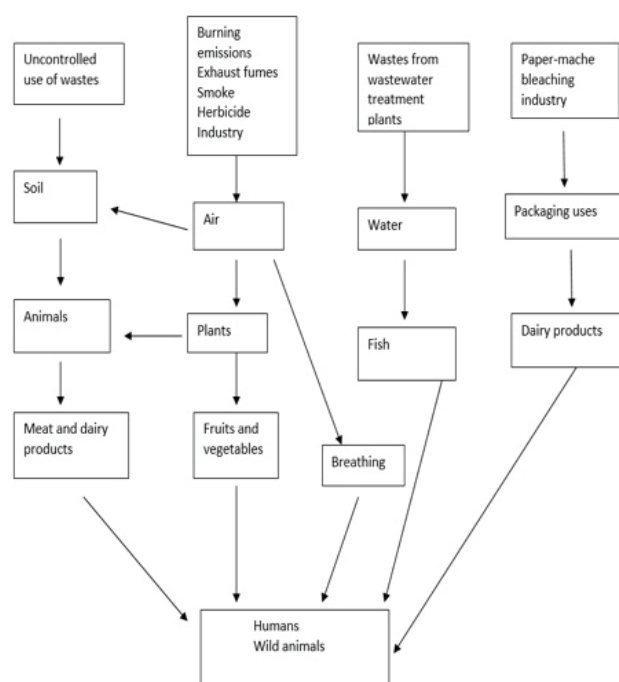 Uncontrolled
use of wastes
Burning
emissions
Exhaust fumes
Smoke
Herbicide
Industry
Wastes from
wastewater
treatment
plants
Paper-mache
bleaching
industry
Soil
Air
Water
Packaging uses
Animals
Plants
Fish
Dairy products
Meat and dairy
products
Fruits and
vegetables
Breathing
Humans
Wild animals